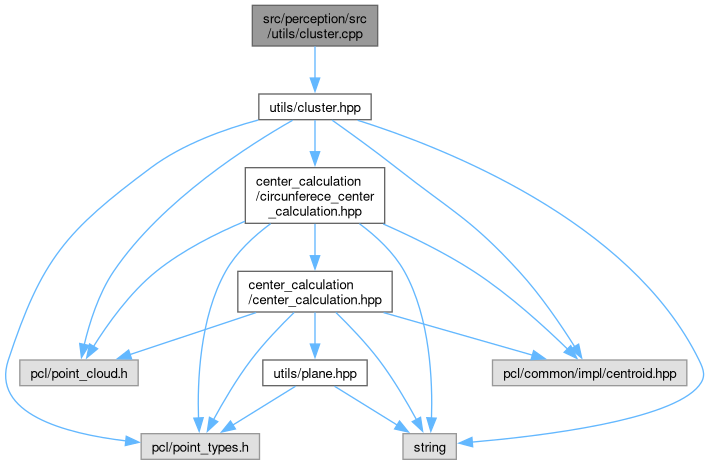 src/perception/src
/utils/cluster.cpp
utils/cluster.hpp
center_calculation
/circunferece_center
_calculation.hpp
center_calculation
/center_calculation.hpp
pcl/point_cloud.h
utils/plane.hpp
pcl/common/impl/centroid.hpp
pcl/point_types.h
string